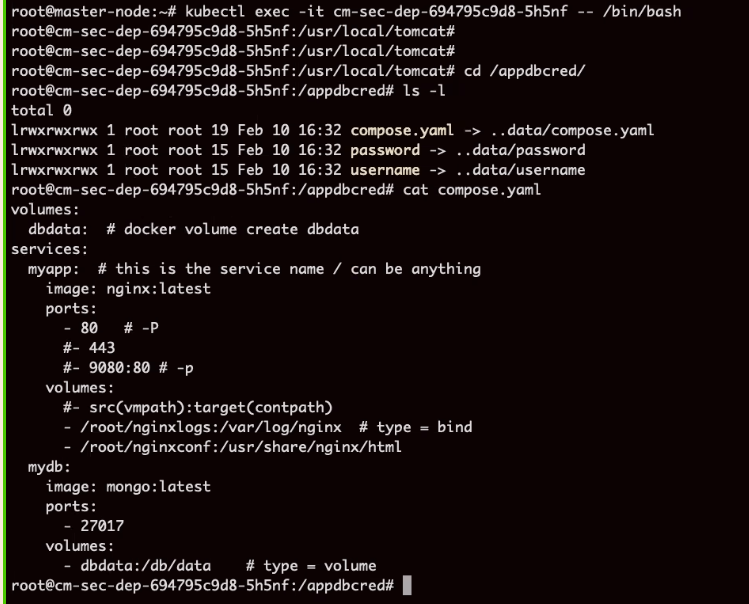 root@master-node:~# kubectl exec -it cm-sec-dep-694795c9d8-5h5nf -- /bin/bash
root@cm-sec-dep-694795c9d8-5h5nf:/usr/local/tomcat#
root@cm-sec-dep-694795c9d8-5h5nf:/usr/local/tomcat#
root@cm-sec-dep-694795c9d8-5h5nf:/usr/local/tomcat# cd /appdbcred/
root@cm-sec-dep-694795c9d8-5h5nf:/appdbcred# ls -l
total 0
lrwxrwxrwx 1 root root 19 Feb 10 16:32 compose.yaml -> ..data/compose.yaml
lrwxrwxrwx 1 root root 15 Feb 10 16:32 password -> ..data/password
lrwxrwxrwx 1 root root 15 Feb 10 16:32 username -> ..data/username
root@cm-sec-dep-694795c9d8-5h5nf:/appdbcred# cat compose.yaml
volumes:
  dbdata:  # docker volume create dbdata
services:
  myapp:  # this is the service name / can be anything
    image: nginx:latest
    ports:
      - 80   # -P
      #- 443
      #- 9080:80 # -p
    volumes:
      #- src(vmpath):target(contpath)
      - /root/nginxlogs:/var/log/nginx  # type = bind
      - /root/nginxconf:/usr/share/nginx/html
  mydb:
    image: mongo:latest
    ports:
      - 27017
    volumes:
      - dbdata:/db/data    # type = volume
root@cm-sec-dep-694795c9d8-5h5nf:/appdbcred#